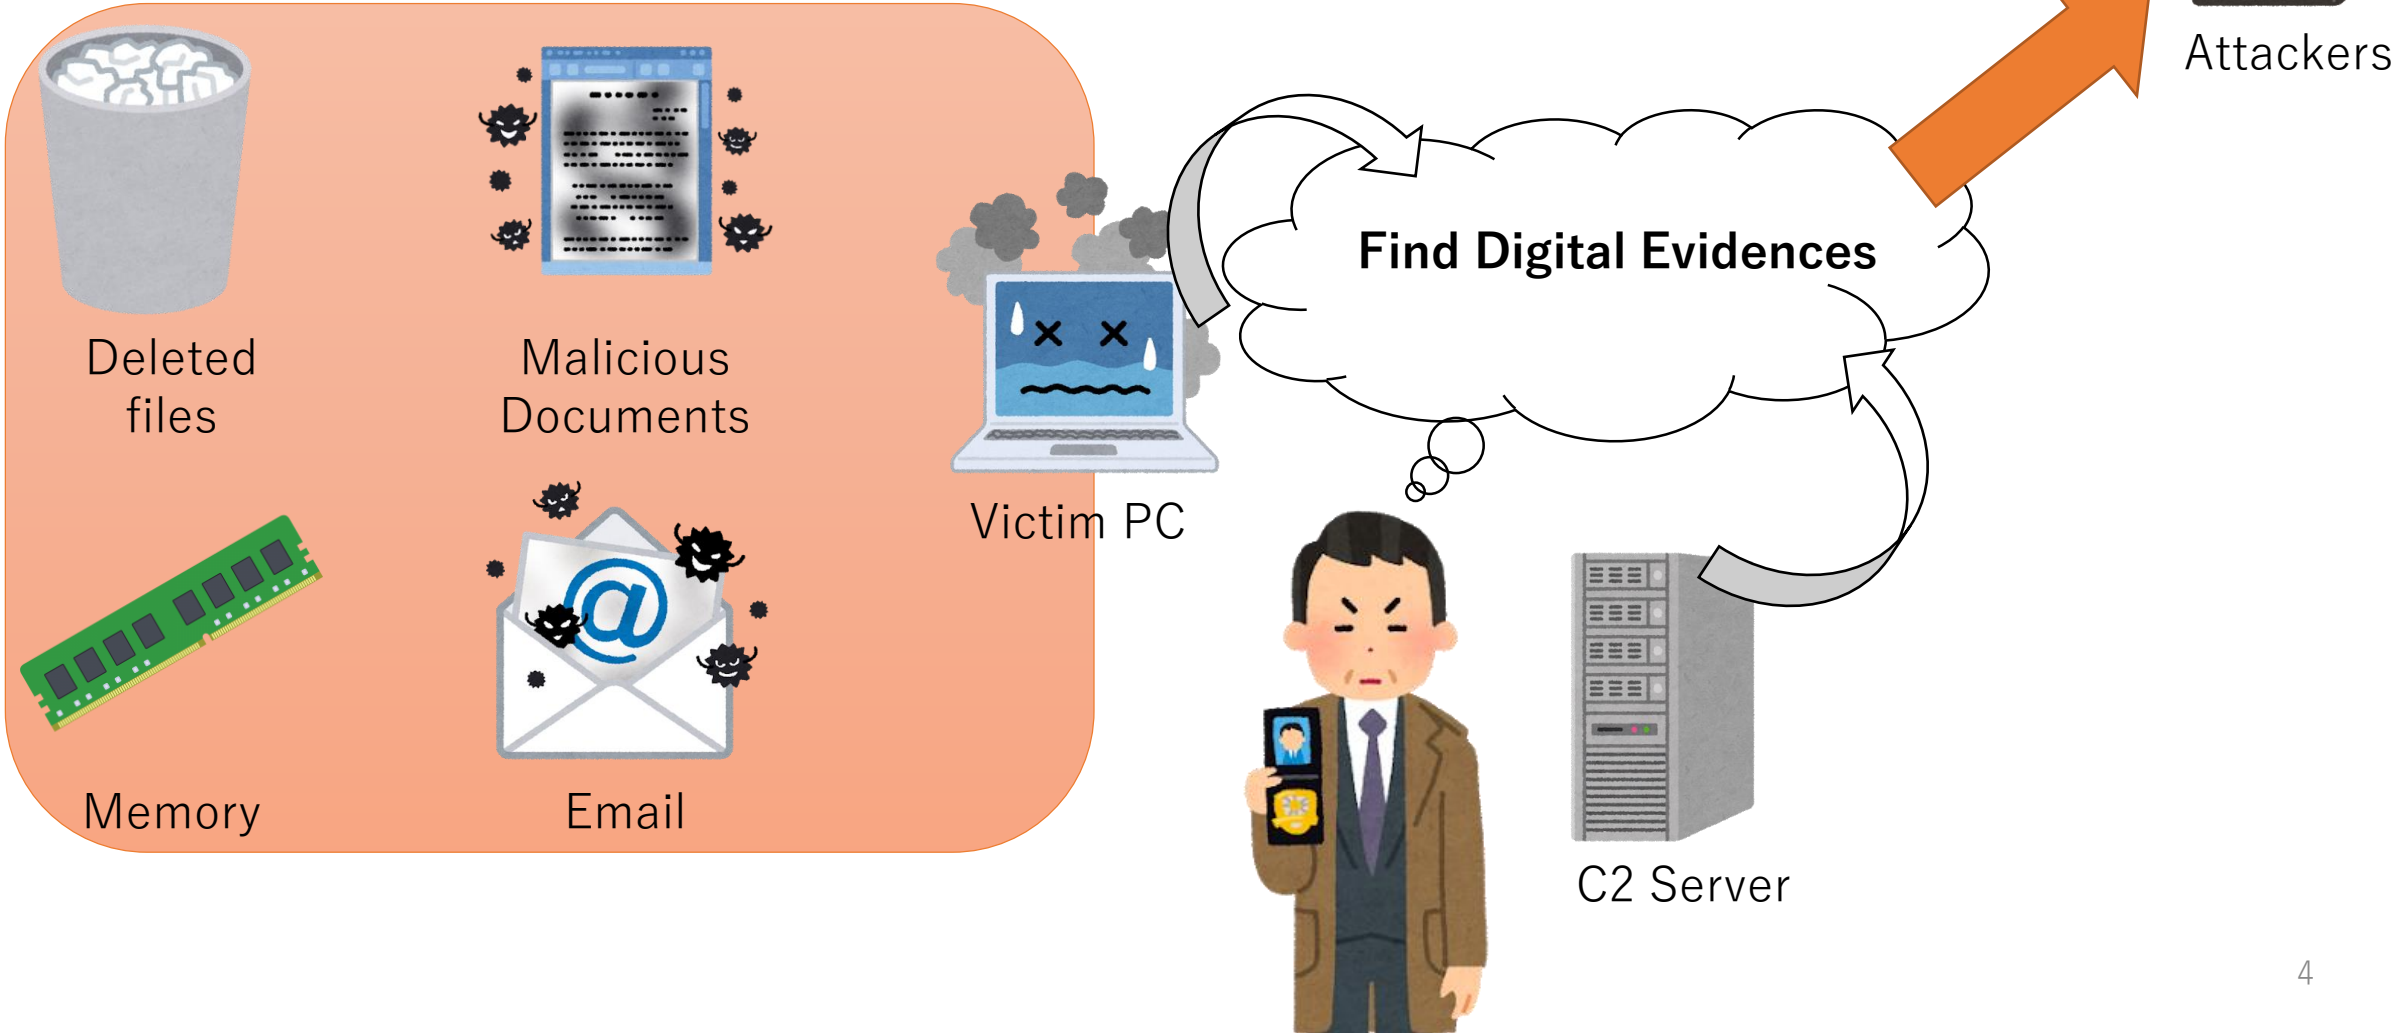 Attackers
Find Digital Evidences
Deleted
files
Malicious
Documents
Victim PC
Memory
Email
C2 Server
4